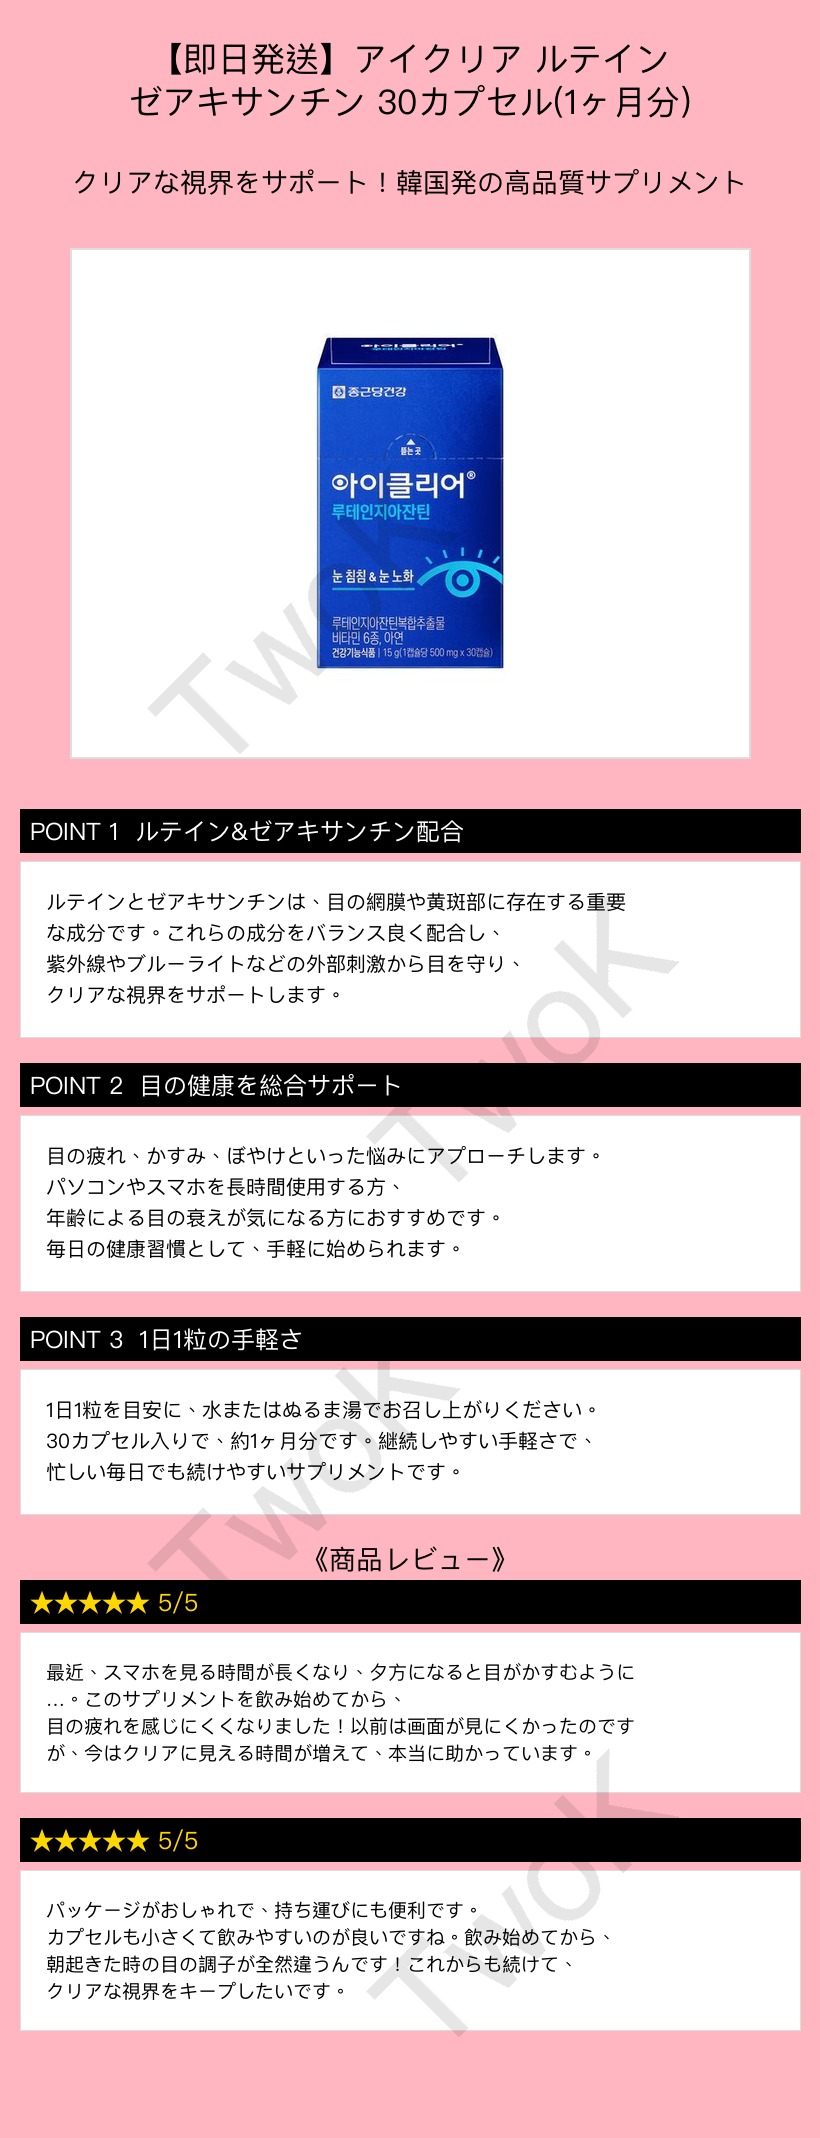 【即日発送】アイクリア ルテイン
ゼアキサンチン 30カプセル(1ヶ月分)
クリアな視界をサポート！韓国発の高品質サプリメント
종근당건강
뜯는곳
아이클리어®
루테인지아잔틴
눈 침침 & 눈 노화
루테인지아잔틴복합추출물
비타민 6종, 아연
건강기능식품 | 15 g(1캡슐당 500 mg x 30캡슐)
TwoK
POINT 1 ルテイン&ゼアキサンチン配合
ルテインとゼアキサンチンは、目の網膜や黄斑部に存在する重要
な成分です。これらの成分をバランス良く配合し、
紫外線やブルーライトなどの外部刺激から目を守り、
クリアな視界をサポートします。
TwoK
POINT 2 目の健康を総合サポート
目の疲れ、かすみ、ぼやけといった悩みにアプローチします。
パソコンやスマホを長時間使用する方、
年齢による目の衰えが気になる方におすすめです。
毎日の健康習慣として、手軽に始められます。
POINT 3 1日1粒の手軽さ
1日1粒を目安に、水またはぬるま湯でお召し上がりください。
30カプセル入りで、約1ヶ月分です。継続しやすい手軽さで、
忙しい毎日でも続けやすいサプリメントです。
TwoK
《商品レビュー》
★★★★★ 5/5
最近、スマホを見る時間が長くなり、夕方になると目がかすむように
…。このサプリメントを飲み始めてから、
目の疲れを感じにくくなりました！以前は画面が見にくかったのです
が、今はクリアに見える時間が増えて、本当に助かっています。
★★★★★ 5/5
パッケージがおしゃれで、持ち運びにも便利です。
カプセルも小さくて飲みやすいのが良いですね。飲み始めてから、
朝起きた時の目の調子が全然違うんです！これからも続けて、
クリアな視界をキープしたいです。
TwoK